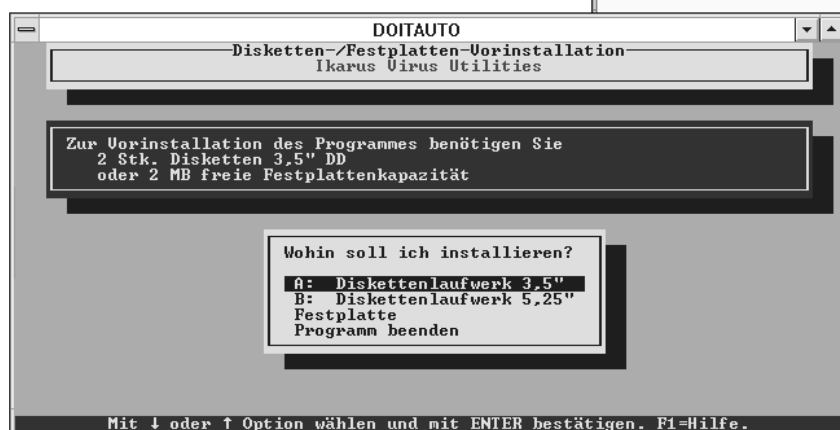 DOITAUTO
Disketten-/Festplatten-Vorinstallation
Ikarus Virus Utilities
Zur Vorinstallation des Programmes benötigen Sie
2 Stk. Disketten 3,5" DD
oder 2 MB freie Festplattenkapazität
Wohin soll ich installieren?
A: Diskettenlaufwerk 3,5"
B: Diskettenlaufwerk 5,25"
Festplatte
Programm beenden
Mit ↓ oder ↑ Option wählen und mit ENTER bestätigen. F1=Hilfe.